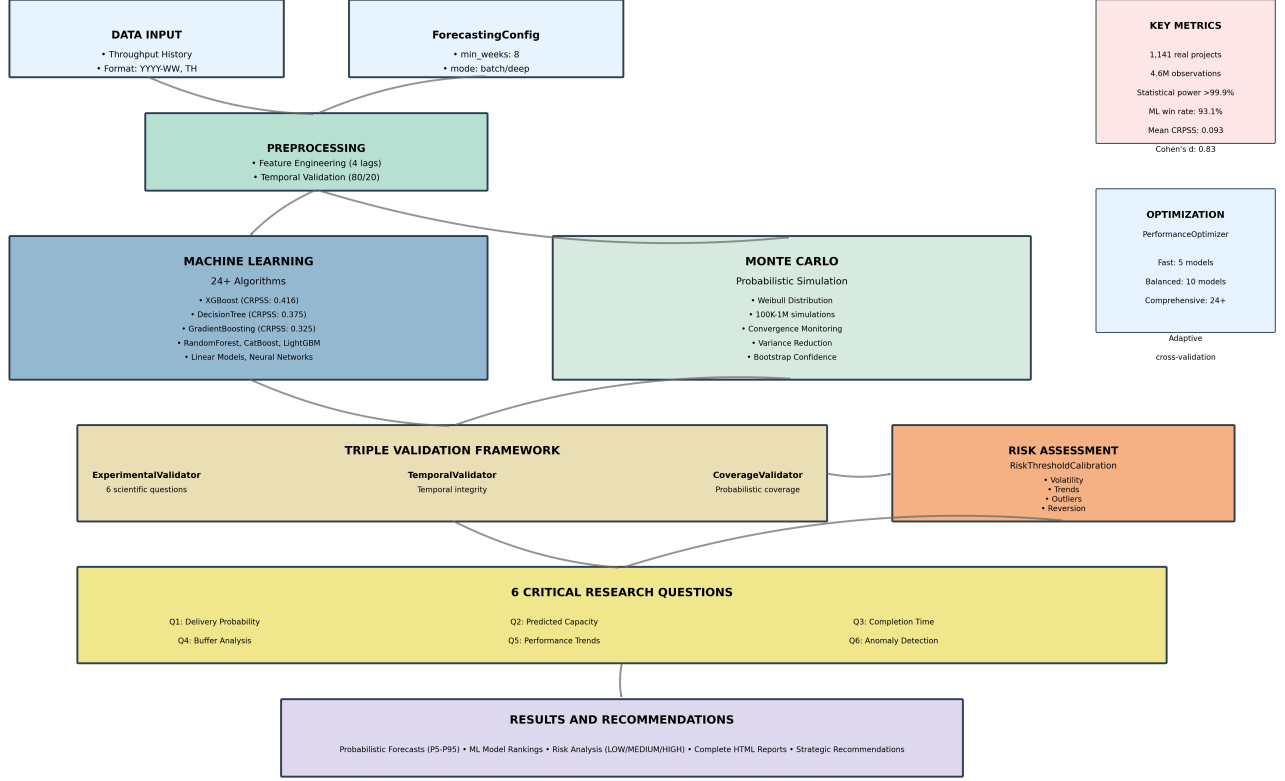 DATA INPUT
• Throughput History
• Format: YYYY-WW, TH
ForecastingConfig
• min_weeks: 8
• mode: batch/deep
KEY METRICS
1,141 real projects
4.6M observations
Statistical power >99.9%
ML win rate: 93.1%
Mean CRPSS: 0.093
Cohen's d: 0.83
PREPROCESSING
• Feature Engineering (4 lags)
• Temporal Validation (80/20)
OPTIMIZATION
PerformanceOptimizer
Fast: 5 models
Balanced: 10 models
Comprehensive: 24+
Adaptive
cross-validation
MACHINE LEARNING
24+ Algorithms
• XGBoost (CRPSS: 0.416)
• DecisionTree (CRPSS: 0.375)
• GradientBoosting (CRPSS: 0.325)
• RandomForest, CatBoost, LightGBM
• Linear Models, Neural Networks
MONTE CARLO
Probabilistic Simulation
• Weibull Distribution
• 100K-1M simulations
• Convergence Monitoring
• Variance Reduction
• Bootstrap Confidence
TRIPLE VALIDATION FRAMEWORK
ExperimentalValidator
6 scientific questions
TemporalValidator
Temporal integrity
CoverageValidator
Probabilistic coverage
RISK ASSESSMENT
RiskThresholdCalibration
• Volatility
• Trends
• Outliers
• Reversion
6 CRITICAL RESEARCH QUESTIONS
Q1: Delivery Probability
Q2: Predicted Capacity
Q3: Completion Time
Q4: Buffer Analysis
Q5: Performance Trends
Q6: Anomaly Detection
RESULTS AND RECOMMENDATIONS
Probabilistic Forecasts (P5-P95) • ML Model Rankings • Risk Analysis (LOW/MEDIUM/HIGH) • Complete HTML Reports • Strategic Recommendations